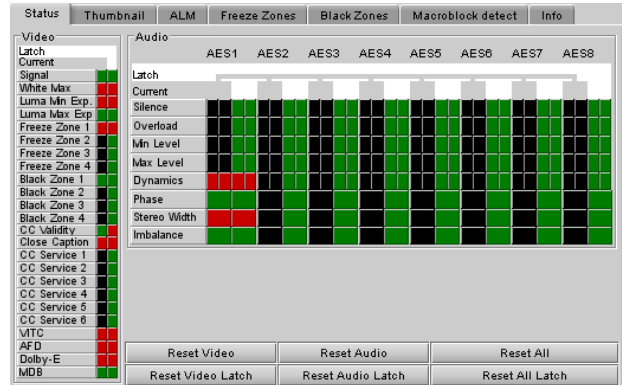 Status Thumbnail ALM Freeze Zones Black Zones Macroblock detect Info
Video
Latch
Current
Signal
White Max
Luma Min Exp.
Luma Max Exp
Freeze Zone 1
Freeze Zone 2
Freeze Zone 3
Freeze Zone 4
Black Zone 1
Black Zone 2
Black Zone 3
Black Zone 4
CC Validity
Close Caption
CC Service 1
CC Service 2
CC Service 3
CC Service 4
CC Service 5
CC Service 6
VITC
AFD
Dolby-E
MDB
Audio
AES1 AES2 AES3 AES4 AES5 AES6 AES7 AES8
Latch
Current
Silence
Overload
Min Level
Max Level
Dynamics
Phase
Stereo Width
Imbalance
Reset Video Reset Audio Reset All
Reset Video Latch Reset Audio Latch Reset All Latch